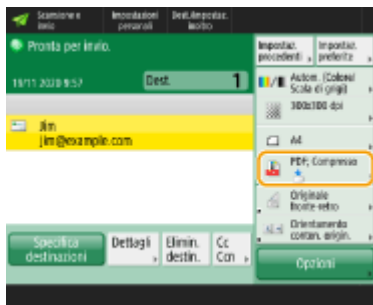 Scansione e invio
Impostazioni personali
Dest./impostaz. inoltro
Pronta per invio.
Impostaz. precedenti
Impostaz. preferite
19/11 2020 9:57
Dest.
1
Autom. (Colore/
Scala di grigi)
300x300 dpi
Jim
jim@example.com
A4
PDF; Compresso
Originale
fronte-retro
Orientamento
conten. origin.
Specifica
destinazioni
Dettagli
Elimin.
destin.
Cc
Ccn
Opzioni